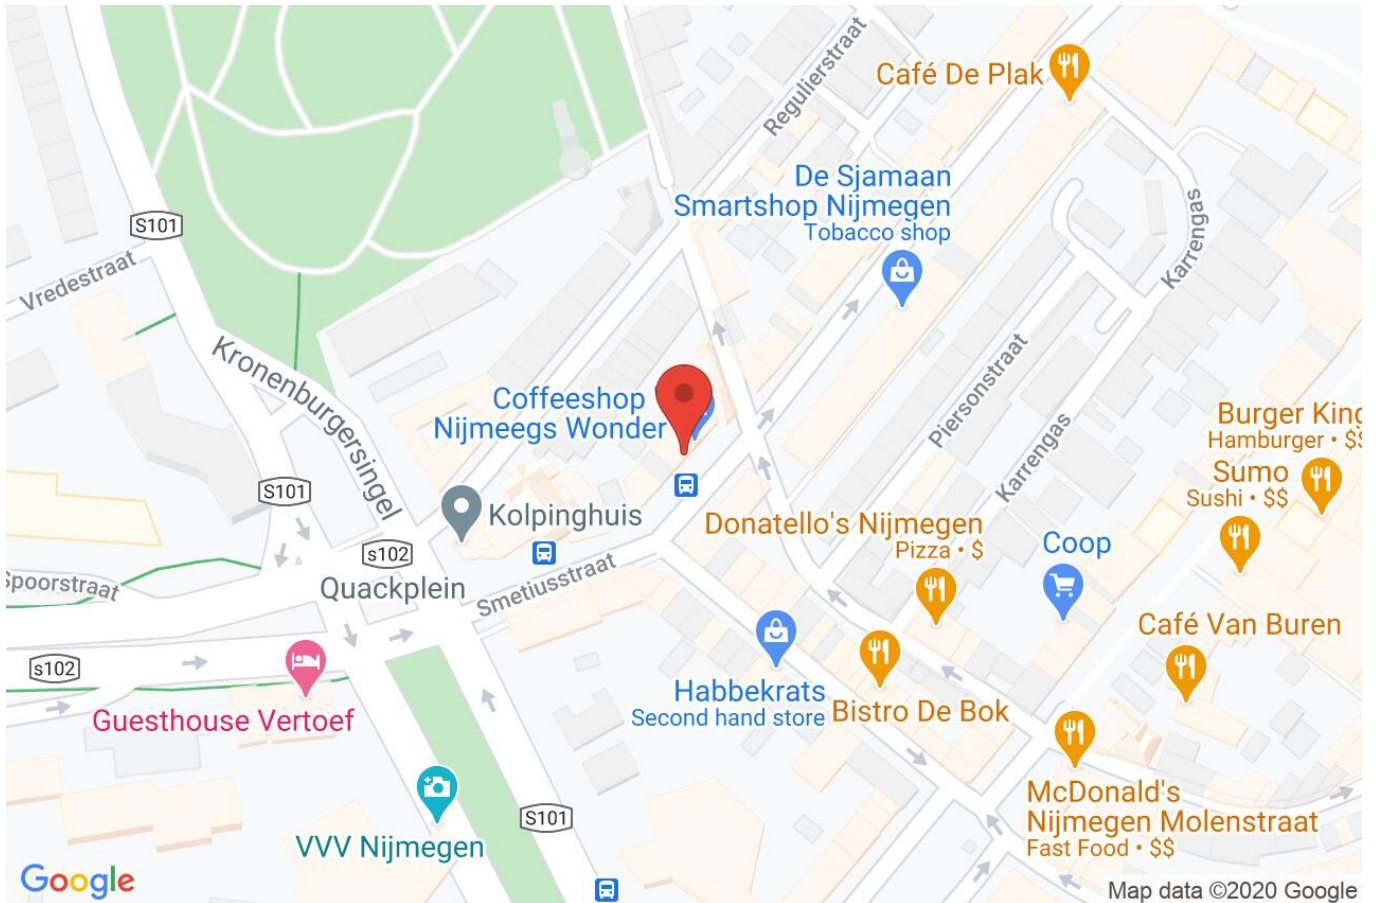 Regulierstraat
Café De Plak
De Sjamaan
Smartshop Nijmegen
Tobacco shop
S101
Vredestraat
Karrengas
Kronenburgersingel
Piersonstraat
Coffeeshop
Nijmeegs Wonder
Karrengas
Burger King
Hamburger • $$
Sumo
Sushi • $$
S101
Kolpinghuis
Donatello's Nijmegen
Pizza • $
Coop
s102
Spoorstraat
Quackplein
Smetiusstraat
Café Van Buren
s102
Guesthouse Vertoef
Habbekrats
Second hand store
Bistro De Bok
McDonald's
Nijmegen Molenstraat
Fast Food • $$
S101
VVV Nijmegen
Google
Map data ©2020 Google